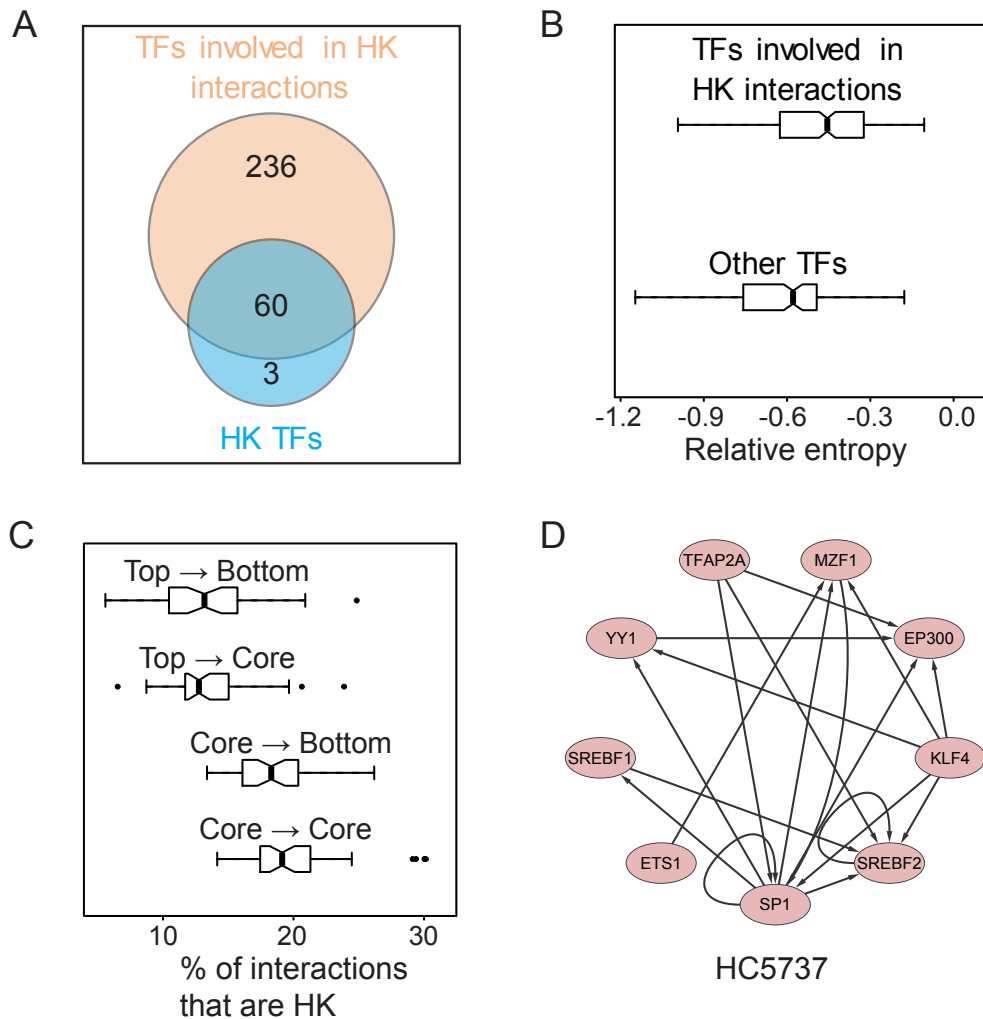 A
TFs involved in HK
interactions
236
60
3
HK TFs
B
TFs involved in
HK interactions
Other TFs
-1.2 -0.9 -0.6 -0.3 0.0
Relative entropy
C
Top → Bottom
Top → Core
Core → Bottom
Core → Core
10 20 30
% of interactions
that are HK
D
TFAP2A MZF1
YY1 EP300
SREBF1 KLF4
ETS1 SREBF2
SP1
HC5737